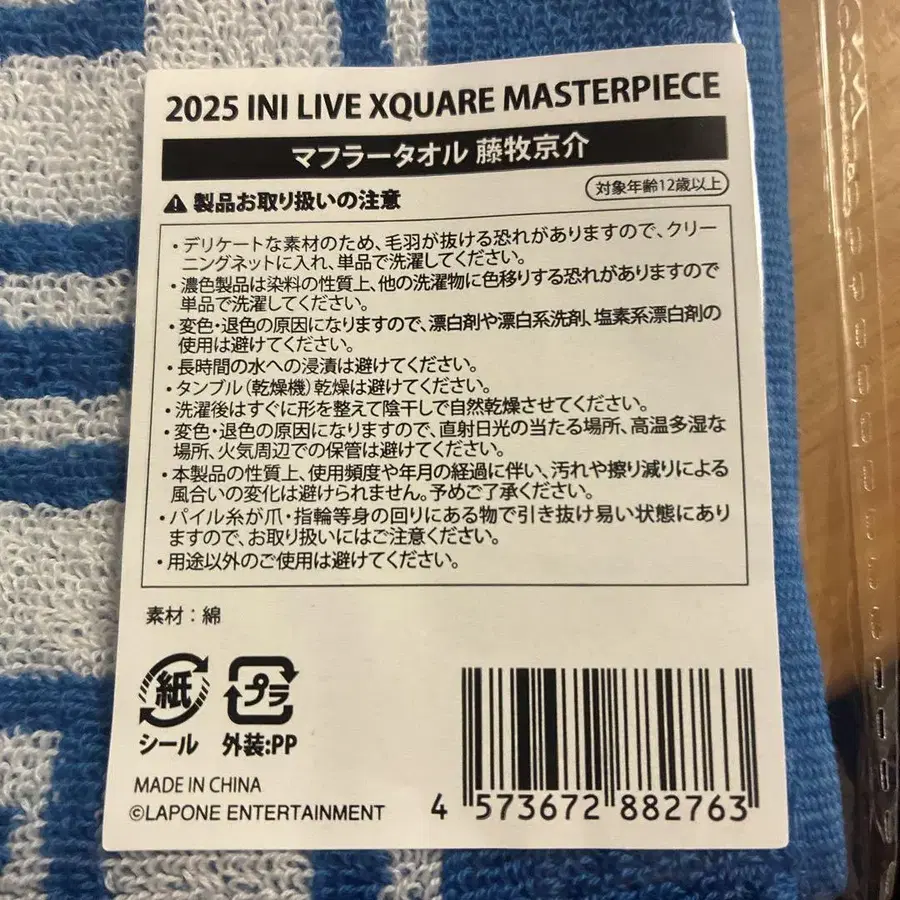 2025 INI LIVE XQUARE MASTERPIECE
マフラータオル 藤牧京介
対象年齢12歳以上
⚠ 製品お取り扱いの注意
・デリケートな素材のため、毛羽が抜ける恐れがありますので、クリー
ニングネットに入れ、単品で洗濯してください。
・濃色製品は染料の性質上、他の洗濯物に色移りする恐れがありますので
単品で洗濯してください。
・変色・退色の原因になりますので、漂白剤や漂白系洗剤、塩素系漂白剤の
使用は避けてください。
・長時間の水への浸漬は避けてください。
・タンブル（乾燥機）乾燥は避けてください。
・洗濯後はすぐに形を整えて陰干しで自然乾燥させてください。
・変色・退色の原因になりますので、直射日光の当たる場所、高温多湿な
場所、火気周辺での保管は避けてください。
・本製品の性質上、使用頻度や年月の経過に伴い、汚れや擦り減りによる
風合いの変化は避けられません。予めご了承ください。
・パイル糸が爪・指輪等身の回りにある物で引き抜け易い状態にあり
ますので、お取り扱いにはご注意ください。
・用途以外のご使用は避けてください。
素材：綿
紙 プラ
シール 外装:PP
MADE IN CHINA
©LAPONE ENTERTAINMENT
4 573672 882763